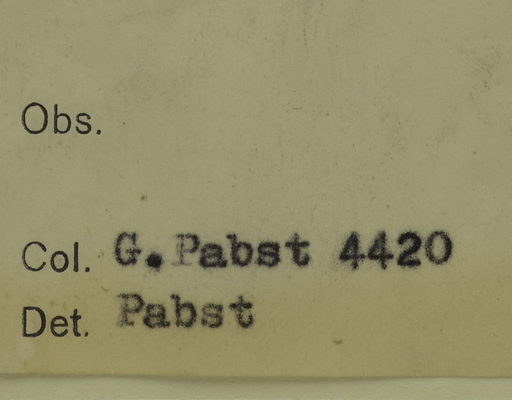 Obs.
Col. G. Pabst 4420
Det. Pabst